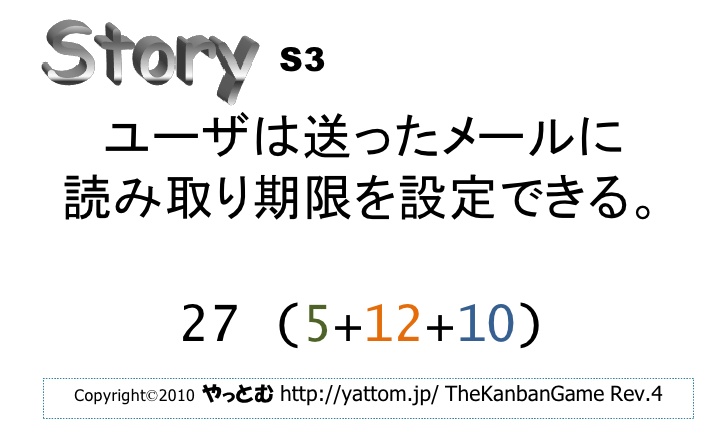 Story S3
ユーザは送ったメールに
読み取り期限を設定できる。
27 (5+12+10)
Copyright©2010 やっとむ http://yattom.jp/ TheKanbanGame Rev.4